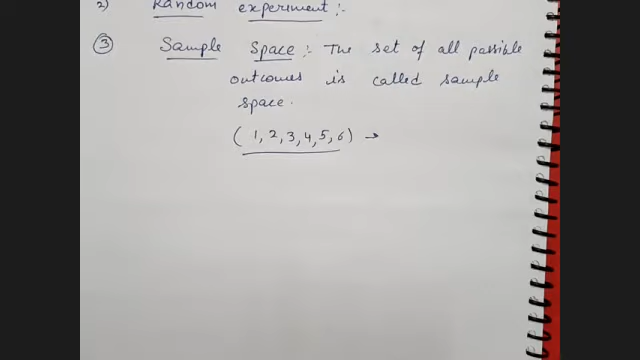 2) Random experiment :-
③ Sample Space :- The set of all possible
outcomes is called sample
space.
( 1, 2, 3, 4, 5, 6 ) →